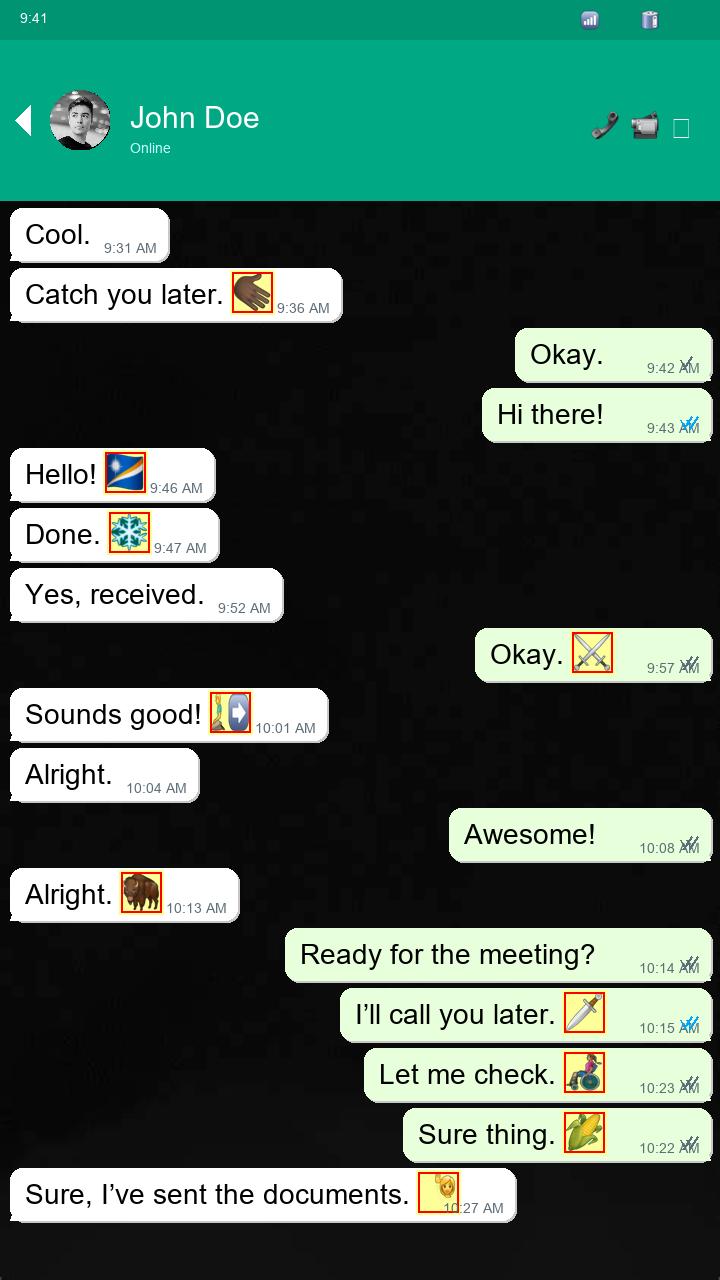 9:41
John Doe
Online
Cool. 9:31 AM
Catch you later. 9:36 AM
Okay. 9:42 AM
Hi there! 9:43 AM
Hello! 9:46 AM
Done. 9:47 AM
Yes, received. 9:52 AM
Okay. 9:57 AM
Sounds good! 10:01 AM
Alright. 10:04 AM
Awesome! 10:08 AM
Alright. 10:13 AM
Ready for the meeting? 10:14 AM
I’ll call you later. 10:15 AM
Let me check. 10:23 AM
Sure thing. 10:22 AM
Sure, I’ve sent the documents. 10:27 AM